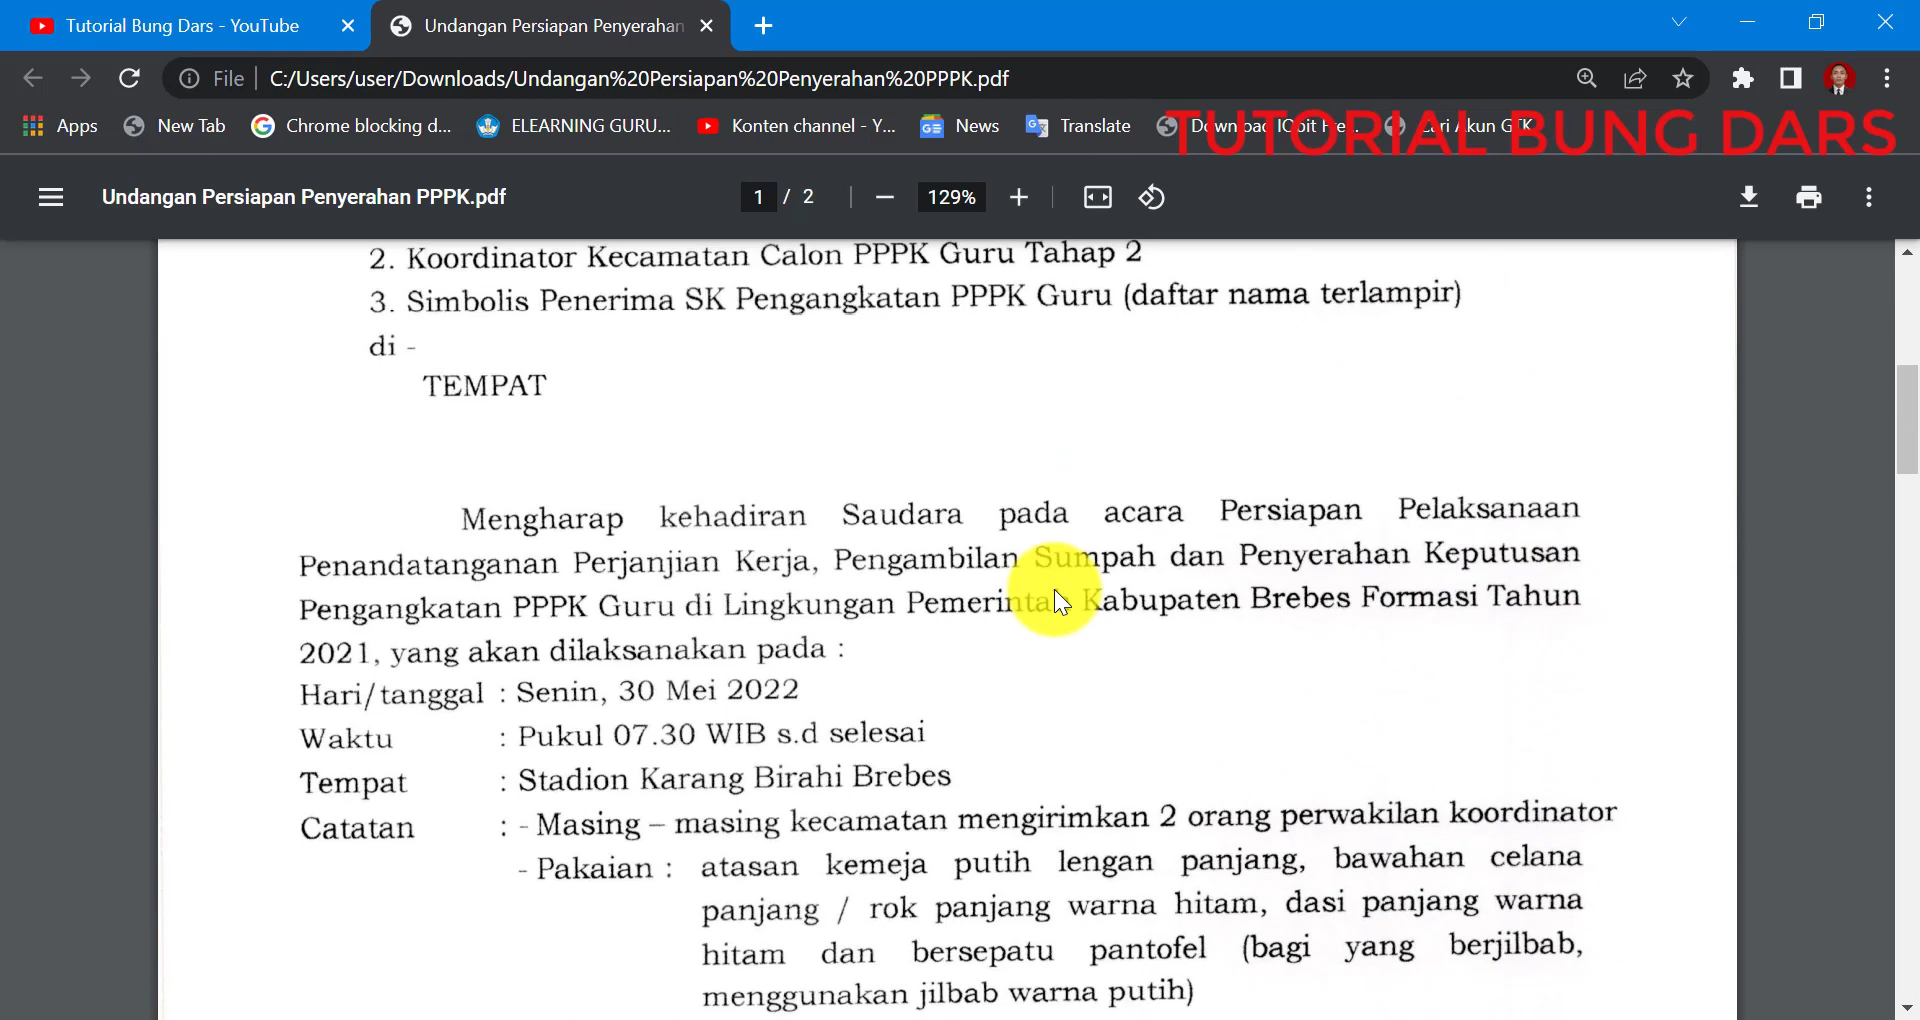 Tutorial Bung Dars - YouTube
Undangan Persiapan Penyerahan
File
C:/Users/user/Downloads/Undangan%20Persiapan%20Penyerahan%20PPPK.pdf
Apps
New Tab
Chrome blocking d...
ELEARNING GURU...
Konten channel - Y...
News
Translate
Download IObit Fre...
Cari Akun GTK
TUTORIAL BUNG DARS
Undangan Persiapan Penyerahan PPPK.pdf
1 / 2
129%
2. Koordinator Kecamatan Calon PPPK Guru Tahap 2
3. Simbolis Penerima SK Pengangkatan PPPK Guru (daftar nama terlampir)
di -
TEMPAT
Mengharap kehadiran Saudara pada acara Persiapan Pelaksanaan
Penandatanganan Perjanjian Kerja, Pengambilan Sumpah dan Penyerahan Keputusan
Pengangkatan PPPK Guru di Lingkungan Pemerintah Kabupaten Brebes Formasi Tahun
2021, yang akan dilaksanakan pada :
Hari/tanggal : Senin, 30 Mei 2022
Waktu : Pukul 07.30 WIB s.d selesai
Tempat : Stadion Karang Birahi Brebes
Catatan : - Masing – masing kecamatan mengirimkan 2 orang perwakilan koordinator
- Pakaian : atasan kemeja putih lengan panjang, bawahan celana
panjang / rok panjang warna hitam, dasi panjang warna
hitam dan bersepatu pantofel (bagi yang berjilbab,
menggunakan jilbab warna putih)